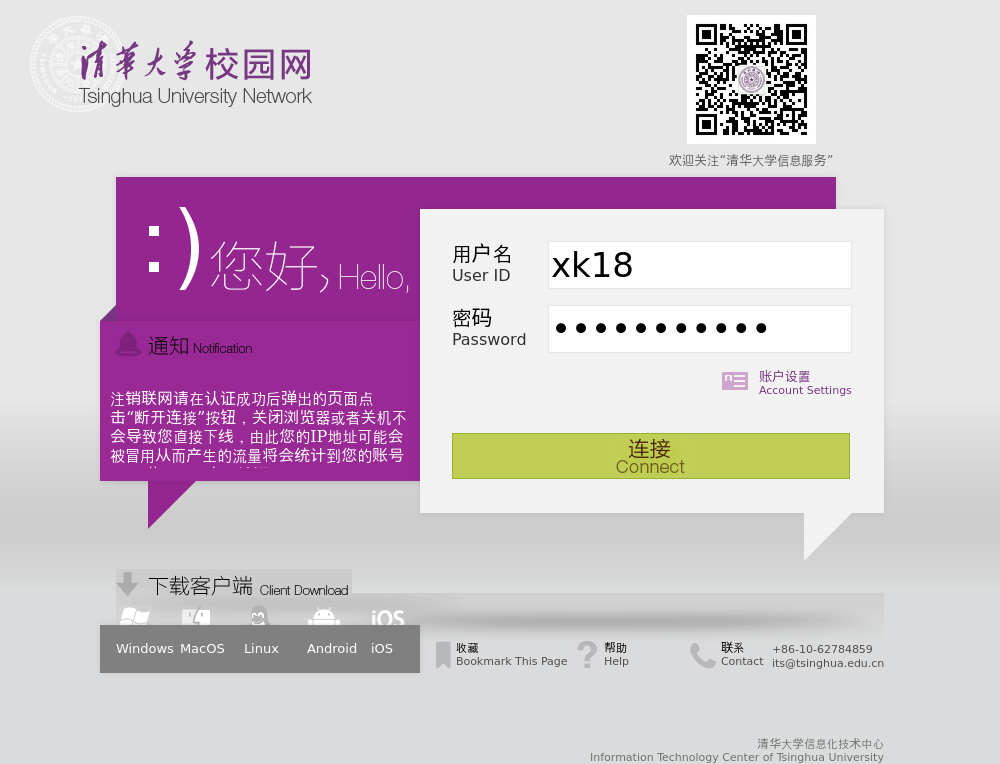 清华大学校园网
Tsinghua University Network
欢迎关注“清华大学信息服务”
:)您好, Hello,
用户名
User ID
xk18
密码
Password
•••••••••••
账户设置
Account Settings
连接
Connect
通知 Notification
注销联网请在认证成功后弹出的页面点
击“断开连接”按钮，关闭浏览器或者关机不
会导致您直接下线，由此您的IP地址可能会
被冒用从而产生的流量将会统计到您的账号
下载客户端 Client Download
iOS
Windows MacOS Linux Android iOS
收藏
Bookmark This Page
帮助
Help
联系
Contact
+86-10-62784859
its@tsinghua.edu.cn
清华大学信息化技术中心
Information Technology Center of Tsinghua University